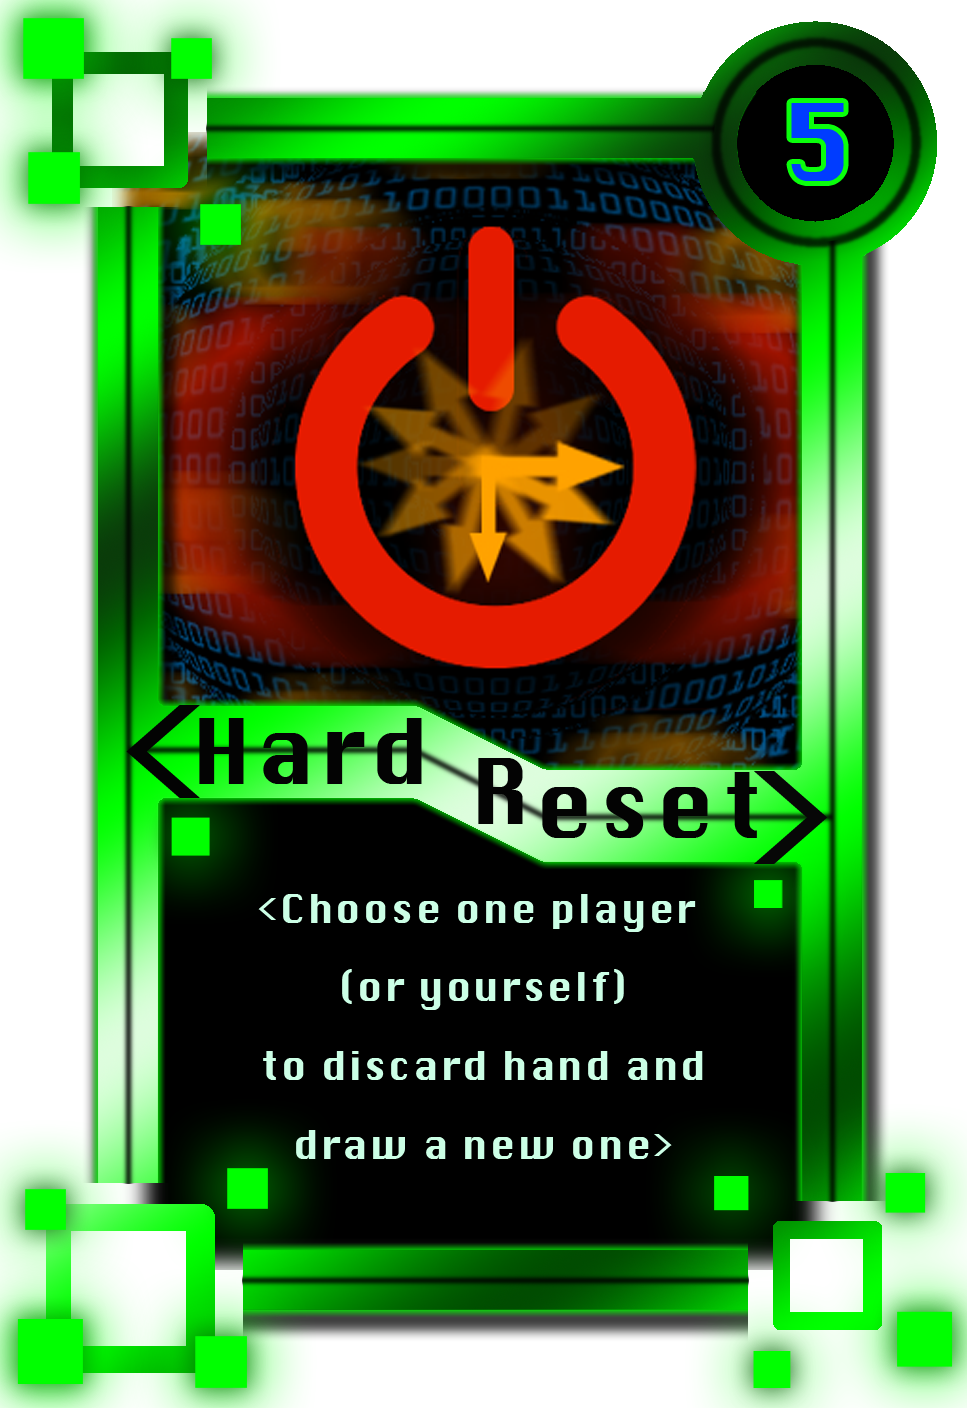 5
Hard Reset
<Choose one player
(or yourself)
to discard hand and
draw a new one>